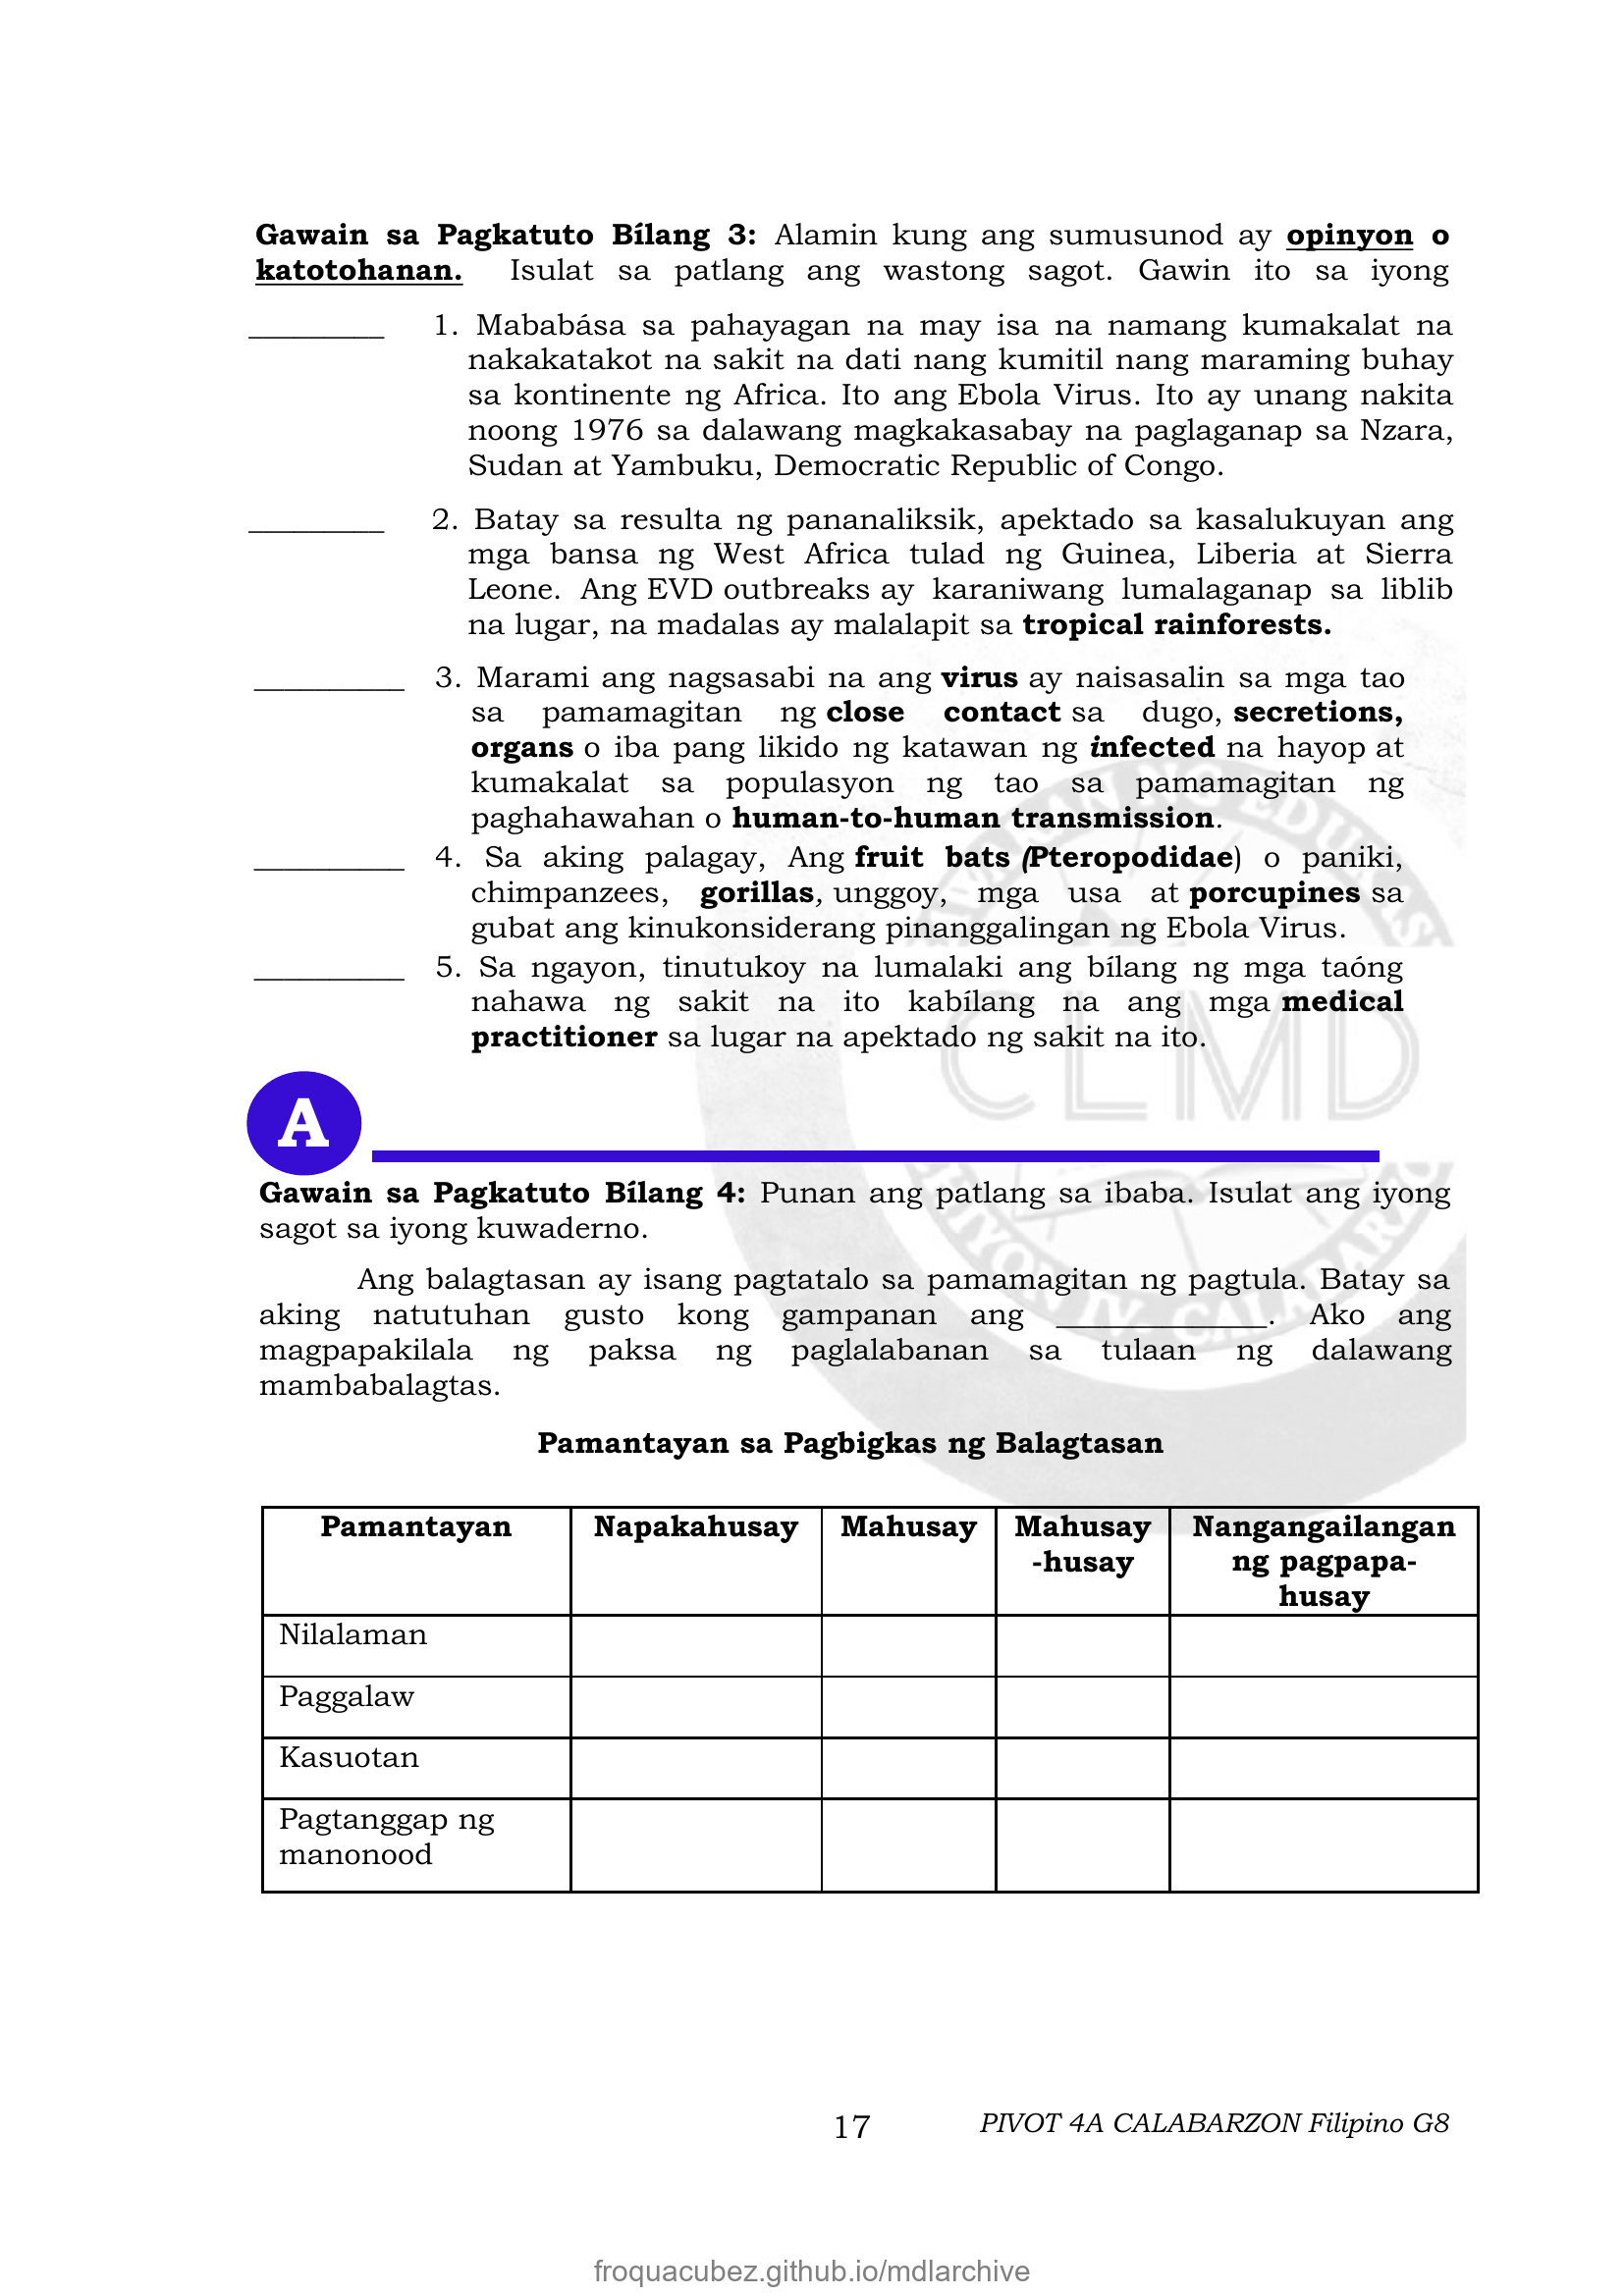 Gawain sa Pagkatuto Bílang 3: Alamin kung ang sumusunod ay opinyon o
katotohanan. Isulat sa patlang ang wastong sagot. Gawin ito sa iyong
_________ 1. Mababása sa pahayagan na may isa na namang kumakalat na
nakakatakot na sakit na dati nang kumitil nang maraming buhay
sa kontinente ng Africa. Ito ang Ebola Virus. Ito ay unang nakita
noong 1976 sa dalawang magkakasabay na paglaganap sa Nzara,
Sudan at Yambuku, Democratic Republic of Congo.
_________ 2. Batay sa resulta ng pananaliksik, apektado sa kasalukuyan ang
mga bansa ng West Africa tulad ng Guinea, Liberia at Sierra
Leone. Ang EVD outbreaks ay karaniwang lumalaganap sa liblib
na lugar, na madalas ay malalapit sa tropical rainforests.
__________ 3. Marami ang nagsasabi na ang virus ay naisasalin sa mga tao
sa pamamagitan ng close contact sa dugo, secretions,
organs o iba pang likido ng katawan ng infected na hayop at
kumakalat sa populasyon ng tao sa pamamagitan ng
paghahawahan o human-to-human transmission.
__________ 4. Sa aking palagay, Ang fruit bats (Pteropodidae) o paniki,
chimpanzees, gorillas, unggoy, mga usa at porcupines sa
gubat ang kinukonsiderang pinanggalingan ng Ebola Virus.
__________ 5. Sa ngayon, tinutukoy na lumalaki ang bílang ng mga taóng
nahawa ng sakit na ito kabílang na ang mga medical
practitioner sa lugar na apektado ng sakit na ito.
CLMD
A
Gawain sa Pagkatuto Bílang 4: Punan ang patlang sa ibaba. Isulat ang iyong
sagot sa iyong kuwaderno.
Ang balagtasan ay isang pagtatalo sa pamamagitan ng pagtula. Batay sa
aking natutuhan gusto kong gampanan ang ______________. Ako ang
magpapakilala ng paksa ng paglalabanan sa tulaan ng dalawang
mambabalagtas.
Pamantayan sa Pagbigkas ng Balagtasan
Pamantayan Napakahusay Mahusay Mahusay Nangangailangan
-husay ng pagpapa-
husay
Nilalaman
Paggalaw
Kasuotan
Pagtanggap ng
manonood
17 PIVOT 4A CALABARZON Filipino G8
froquacubez.github.io/mdlarchive